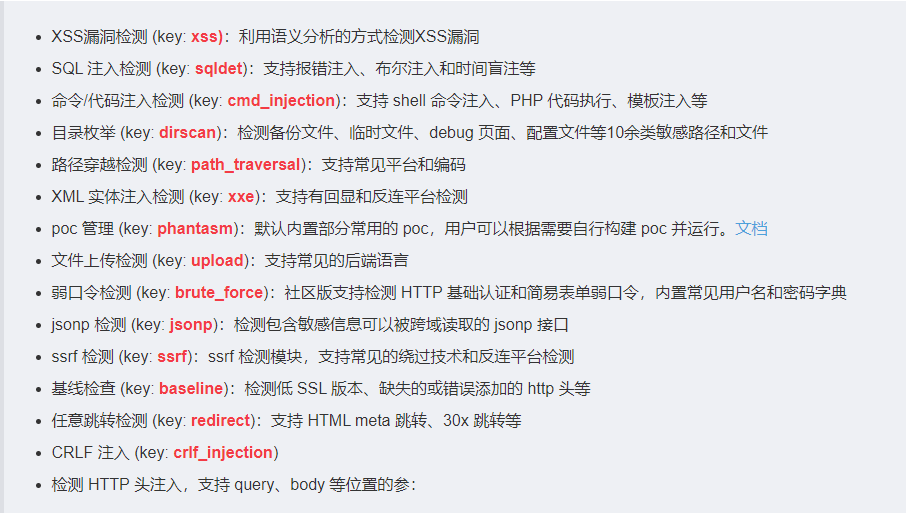 XSS漏洞检测 (key: xss)：利用语义分析的方式检测XSS漏洞
SQL 注入检测 (key: sqldet)：支持报错注入、布尔注入和时间盲注等
命令/代码注入检测 (key: cmd_injection)：支持 shell 命令注入、PHP 代码执行、模板注入等
目录枚举 (key: dirscan)：检测备份文件、临时文件、debug 页面、配置文件等10余类敏感路径和文件
路径穿越检测 (key: path_traversal)：支持常见平台和编码
XML 实体注入检测 (key: xxe)：支持有回显和反连平台检测
poc 管理 (key: phantasm)：默认内置部分常用的 poc，用户可以根据需要自行构建 poc 并运行。文档
文件上传检测 (key: upload)：支持常见的后端语言
弱口令检测 (key: brute_force)：社区版支持检测 HTTP 基础认证和简易表单弱口令，内置常见用户名和密码字典
jsonp 检测 (key: jsonp)：检测包含敏感信息可以被跨域读取的 jsonp 接口
ssrf 检测 (key: ssrf)：ssrf 检测模块，支持常见的绕过技术和反连平台检测
基线检查 (key: baseline)：检测低 SSL 版本、缺失的或错误添加的 http 头等
任意跳转检测 (key: redirect)：支持 HTML meta 跳转、30x 跳转等
CRLF 注入 (key: crlf_injection)
检测 HTTP 头注入，支持 query、body 等位置的参：